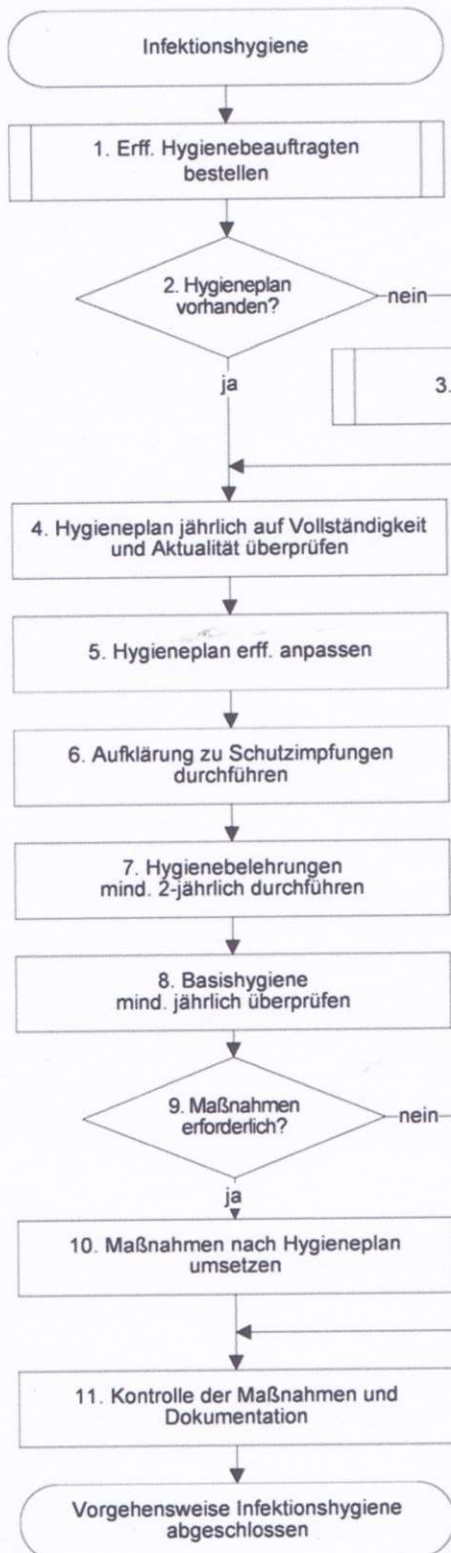 Infektionshygiene
1. Erff. Hygienebeauftragten
bestellen
2. Hygieneplan
vorhanden?
nein
ja
3.
4. Hygieneplan jährlich auf Vollständigkeit
und Aktualität überprüfen
5. Hygieneplan erff. anpassen
6. Aufklärung zu Schutzimpfungen
durchführen
7. Hygienebelehrungen
mind. 2-jährlich durchführen
8. Basishygiene
mind. jährlich überprüfen
9. Maßnahmen
erforderlich?
nein
ja
10. Maßnahmen nach Hygieneplan
umsetzen
11. Kontrolle der Maßnahmen und
Dokumentation
Vorgehensweise Infektionshygiene
abgeschlossen